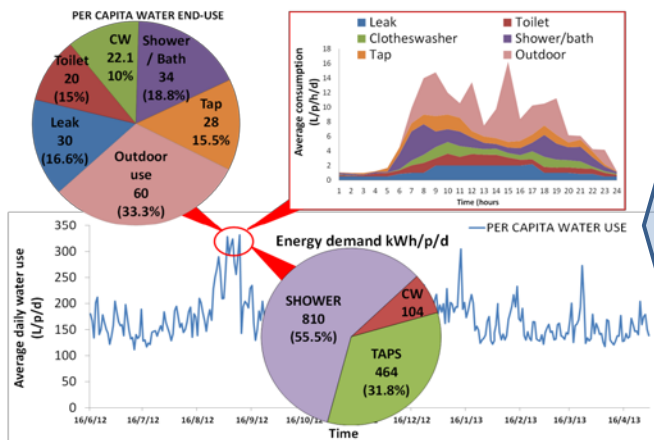 PER CAPITA WATER END-USE
CW
22.1
10%
Shower
/ Bath
34
(18.8%)
Toilet
20
(15%)
Tap
28
15.5%
Leak
30
(16.6%)
Outdoor
use
60
(33.3%)
Leak
Toilet
Clotheswasher
Shower/bath
Tap
Outdoor
Average consumption
(L/p/h/d)
18
16
14
12
10
8
6
4
2
0
1 2 3 4 5 6 7 8 9 10 11 12 13 14 15 16 17 18 19 20 21 22 23 24
Time (hours
PER CAPITA WATER USE
Energy demand kWh/p/d
SHOWER
810
(55.5%)
CW
104
TAPS
464
(31.8%)
Average daily water use
(L/p/d)
350
300
250
200
150
100
50
0
16/6/12 16/7/12 16/8/12 16/9/12 16/10/12 16/12/12 16/1/13 16/2/13 16/3/13 16/4/13
Time